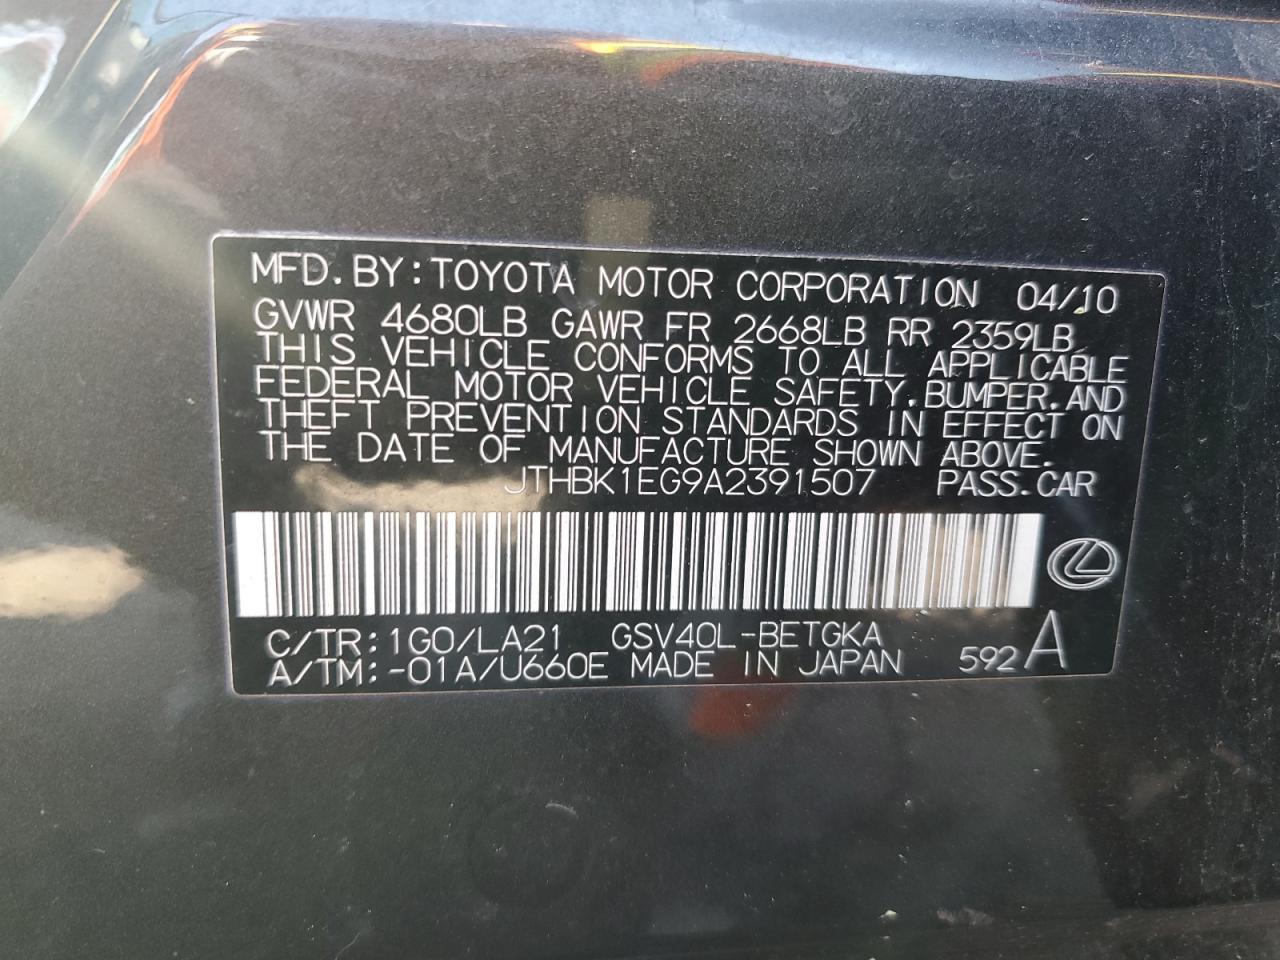 MFD.BY:TOYOTA MOTOR CORPORATION 04/10
GVWR 4680LB GAWR FR 2668LB RR 2359LB
THIS VEHICLE CONFORMS TO ALL APPLICABLE
FEDERAL MOTOR VEHICLE SAFETY,BUMPER,AND
THEFT PREVENTION STANDARDS IN EFFECT ON
THE DATE OF MANUFACTURE SHOWN ABOVE.
JTHBK1EG9A2391507 PASS.CAR
C/TR:1G0/LA21 GSV40L-BETGKA
A/TM:-01A/U660E MADE IN JAPAN 592 A